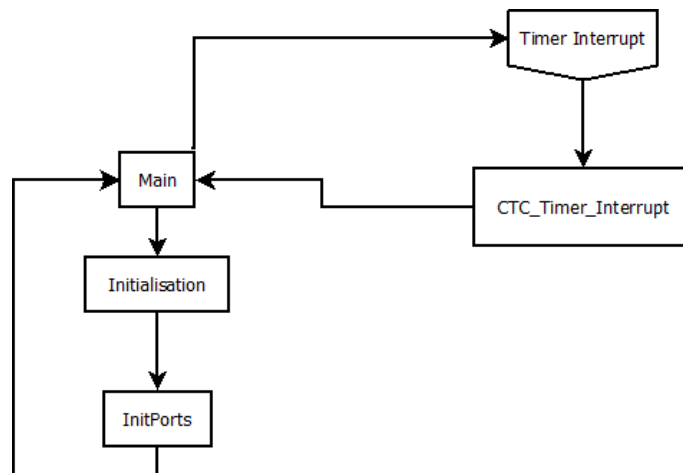 Timer Interrupt
Main
CTC_Timer_Interrupt
Initialisation
InitPorts